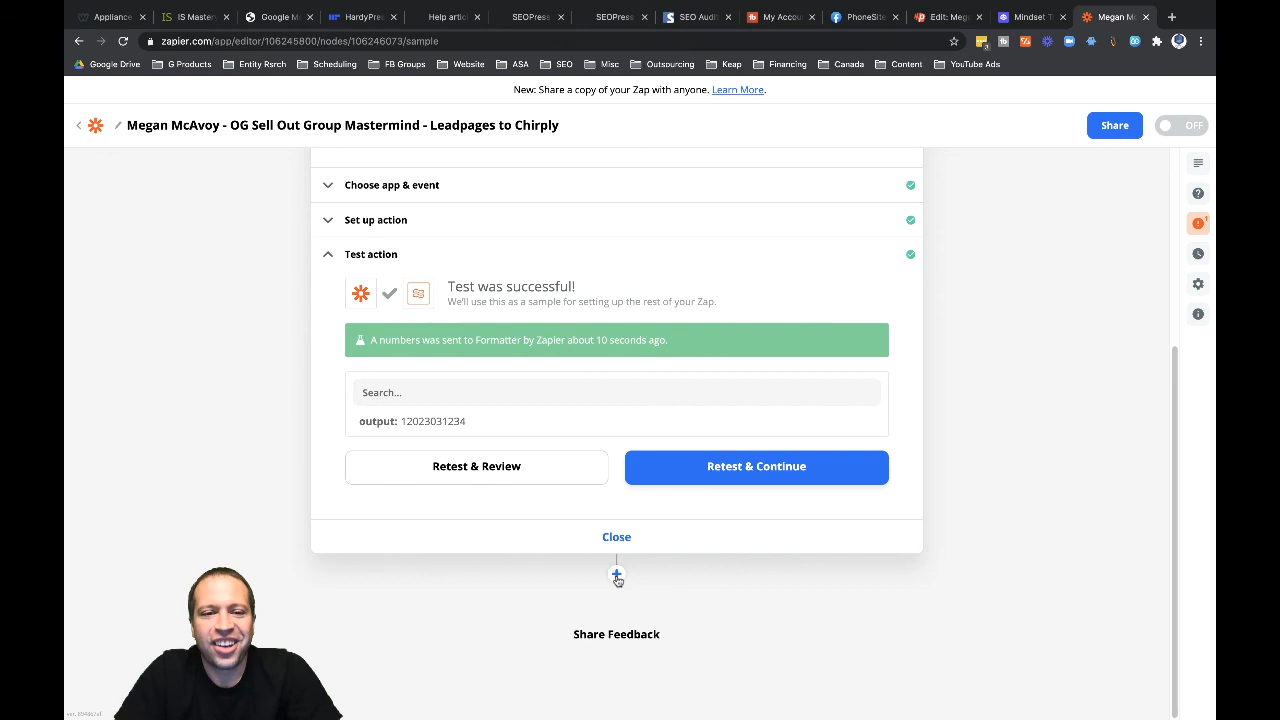 Appliance
IS Master
Google M
HardyPres
Help artic
SEOPress
SEOPress
SEO Audit
My Accou
PhoneSite
Edit: Meg
Mindset T
Megan Mc
zapier.com/app/editor/106245800/nodes/106246073/sample
Google Drive
G Products
Entity Rsrch
Scheduling
FB Groups
Website
ASA
SEO
Misc
Outsourcing
Keap
Financing
Canada
Content
YouTube Ads
New: Share a copy of your Zap with anyone. Learn More.
Megan McAvoy - OG Sell Out Group Mastermind - Leadpages to Chirply
Share
OFF
Choose app & event
Set up action
Test action
Test was successful!
We'll use this as a sample for setting up the rest of your Zap.
A numbers was sent to Formatter by Zapier about 10 seconds ago.
Search...
output: 12023031234
Retest & Review
Retest & Continue
Close
Share Feedback